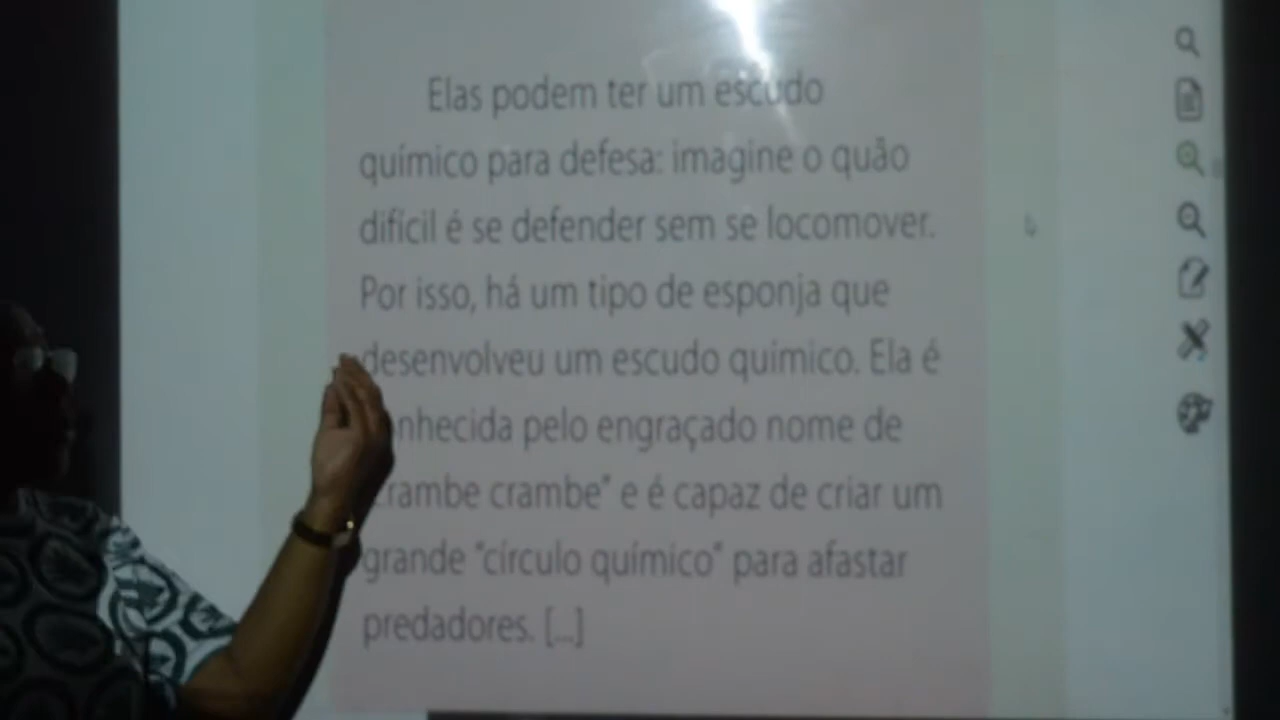 Elas podem ter um escudo
químico para defesa: imagine o quão
difícil é se defender sem se locomover.
Por isso, há um tipo de esponja que
desenvolveu um escudo químico. Ela é
nhecida pelo engraçado nome de
crambe crambe" e é capaz de criar um
grande "círculo químico" para afastar
predadores. [...]